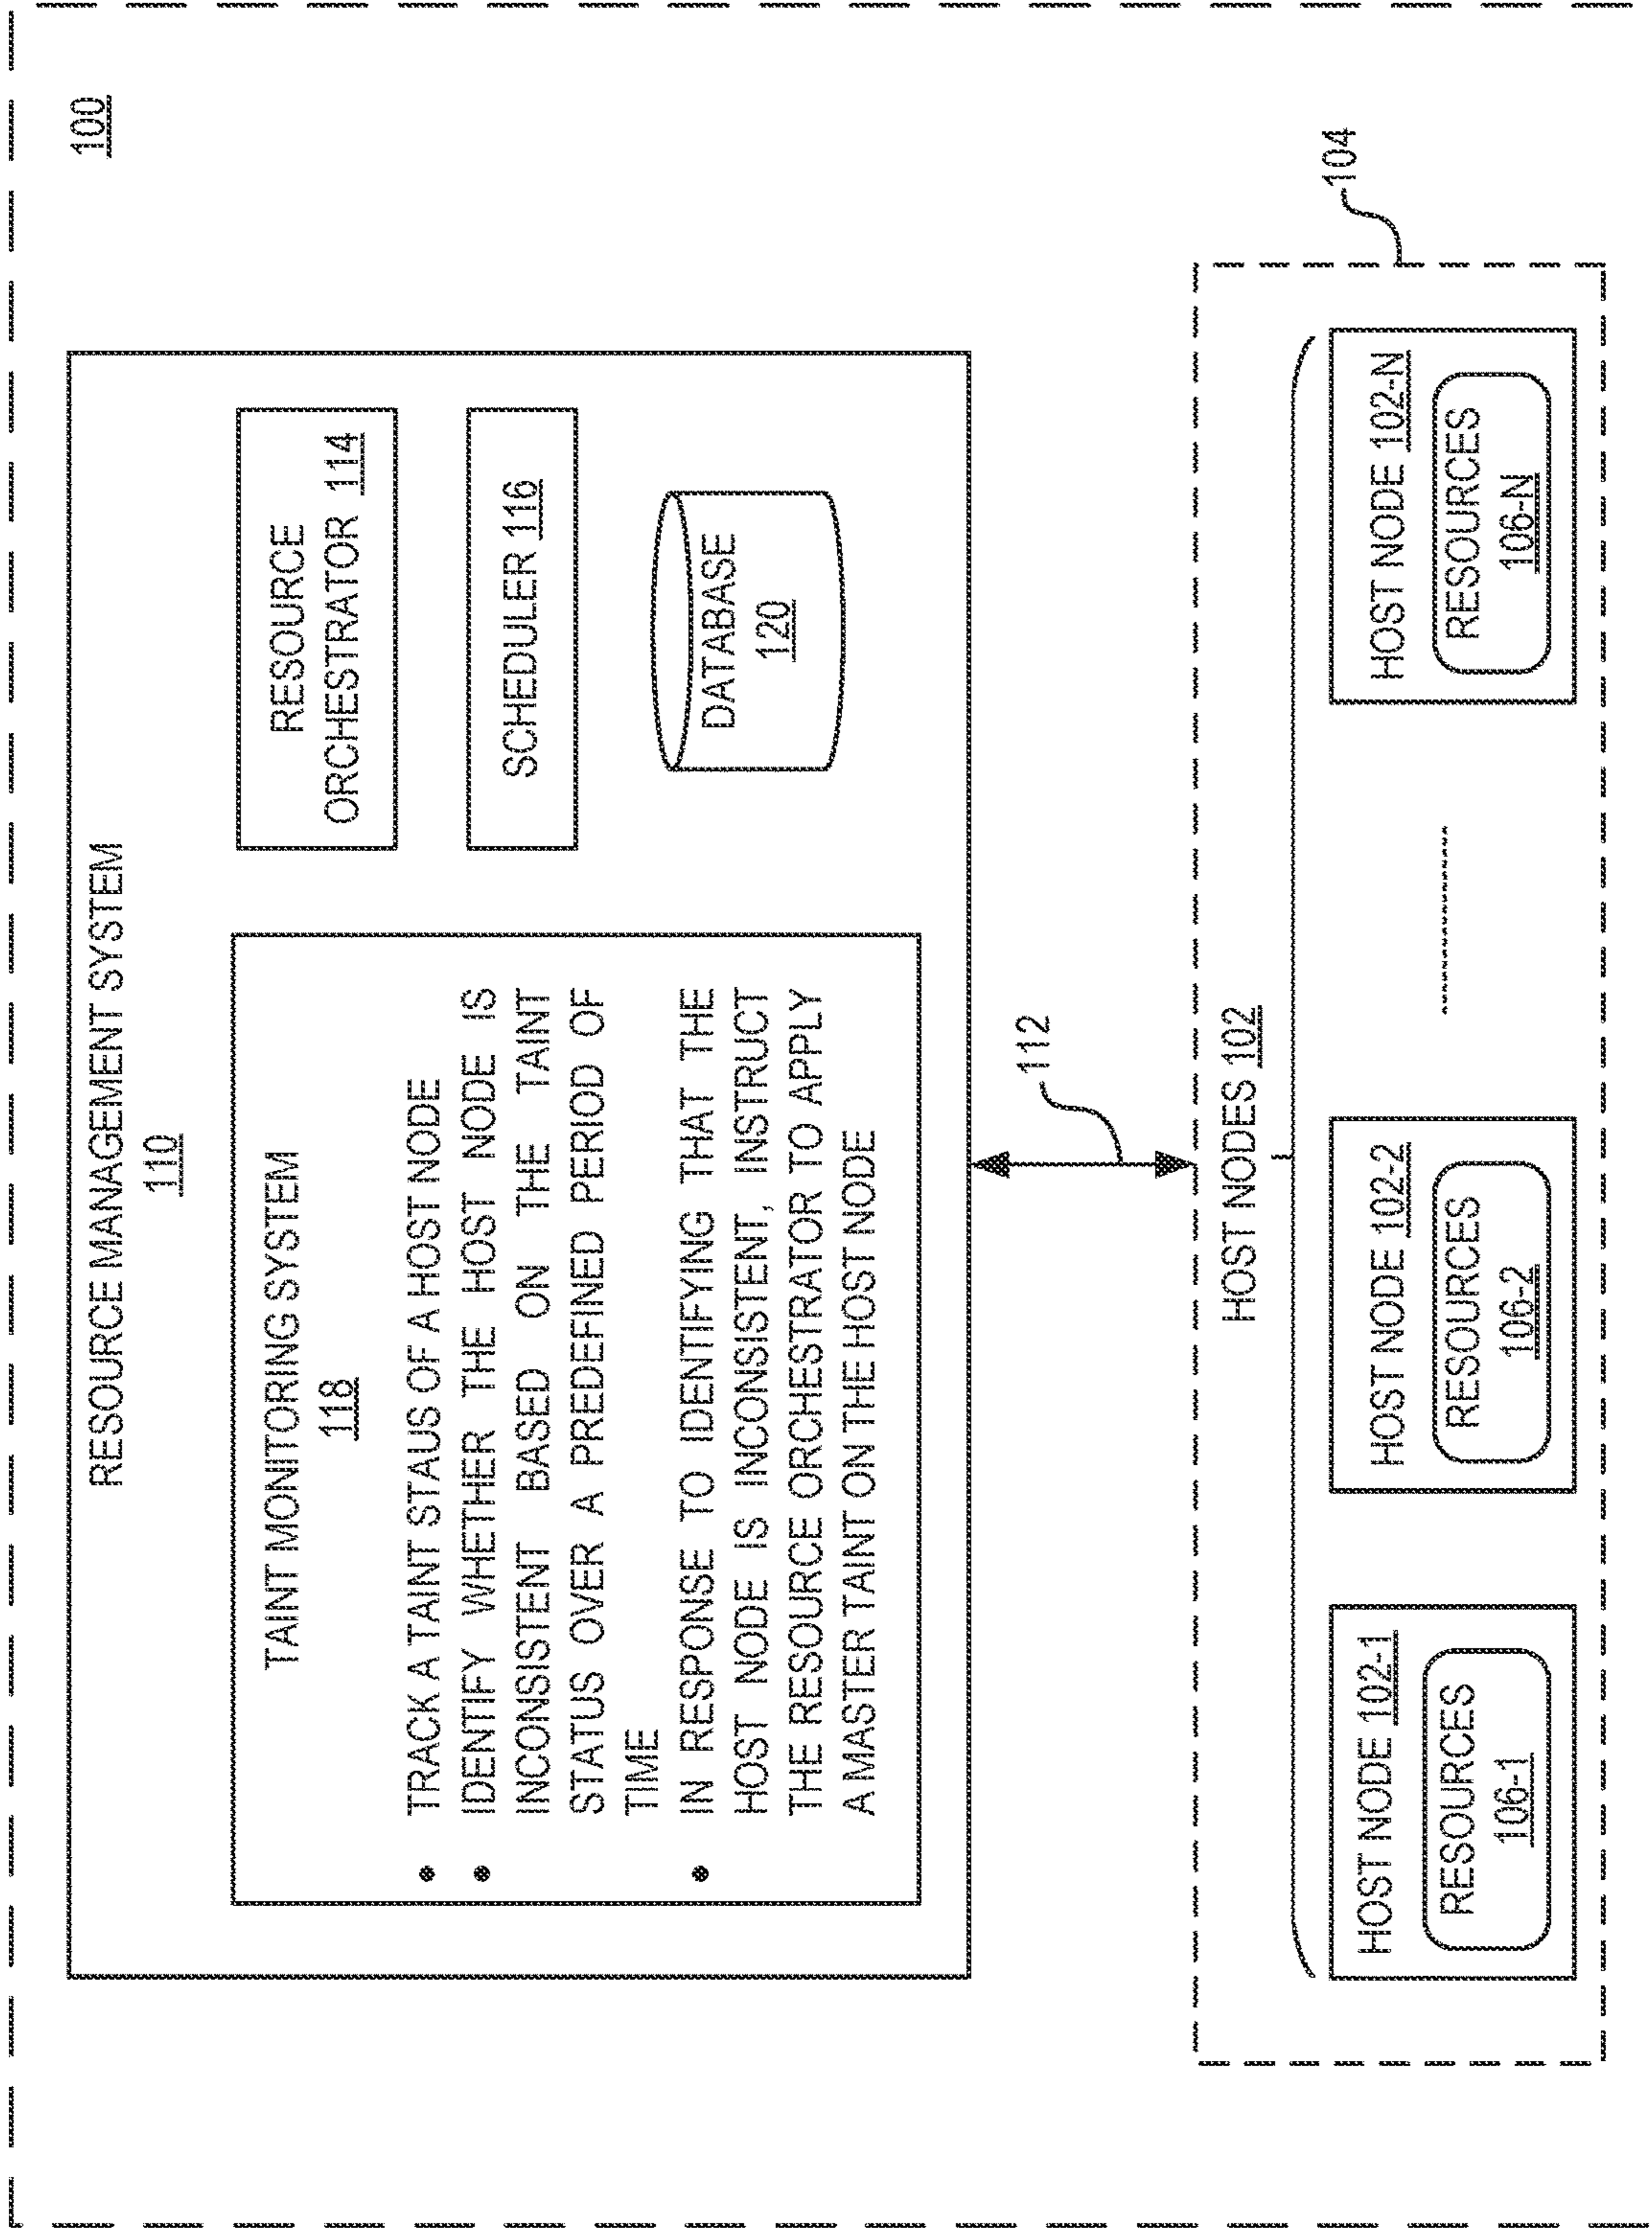 100
RESOURCE MANAGEMENT SYSTEM
110
TAINT MONITORING SYSTEM
118
• TRACK A TAINT STAUS OF A HOST NODE
• IDENTIFY WHETHER THE HOST NODE IS
INCONSISTENT BASED ON THE TAINT
STATUS OVER A PREDEFINED PERIOD OF
TIME
• IN RESPONSE TO IDENTIFYING THAT THE
HOST NODE IS INCONSISTENT, INSTRUCT
THE RESOURCE ORCHESTRATOR TO APPLY
A MASTER TAINT ON THE HOST NODE
RESOURCE
ORCHESTRATOR 114
SCHEDULER 116
DATABASE
120
112
HOST NODES 102
104
HOST NODE 102-1
RESOURCES
106-1
HOST NODE 102-2
RESOURCES
106-2
HOST NODE 102-N
RESOURCES
106-N